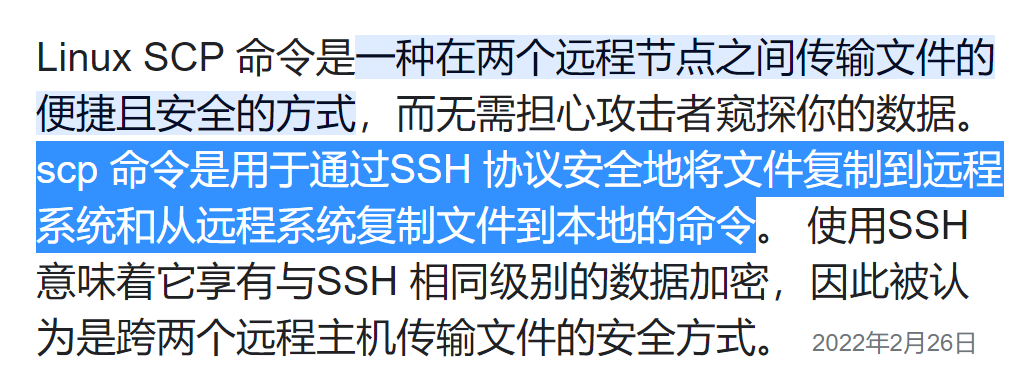 Linux SCP 命令是一种在两个远程节点之间传输文件的
便捷且安全的方式，而无需担心攻击者窥探你的数据。
scp 命令是用于通过SSH 协议安全地将文件复制到远程
系统和从远程系统复制文件到本地的命令。 使用SSH
意味着它享有与SSH 相同级别的数据加密，因此被认
为是跨两个远程主机传输文件的安全方式。 2022年2月26日